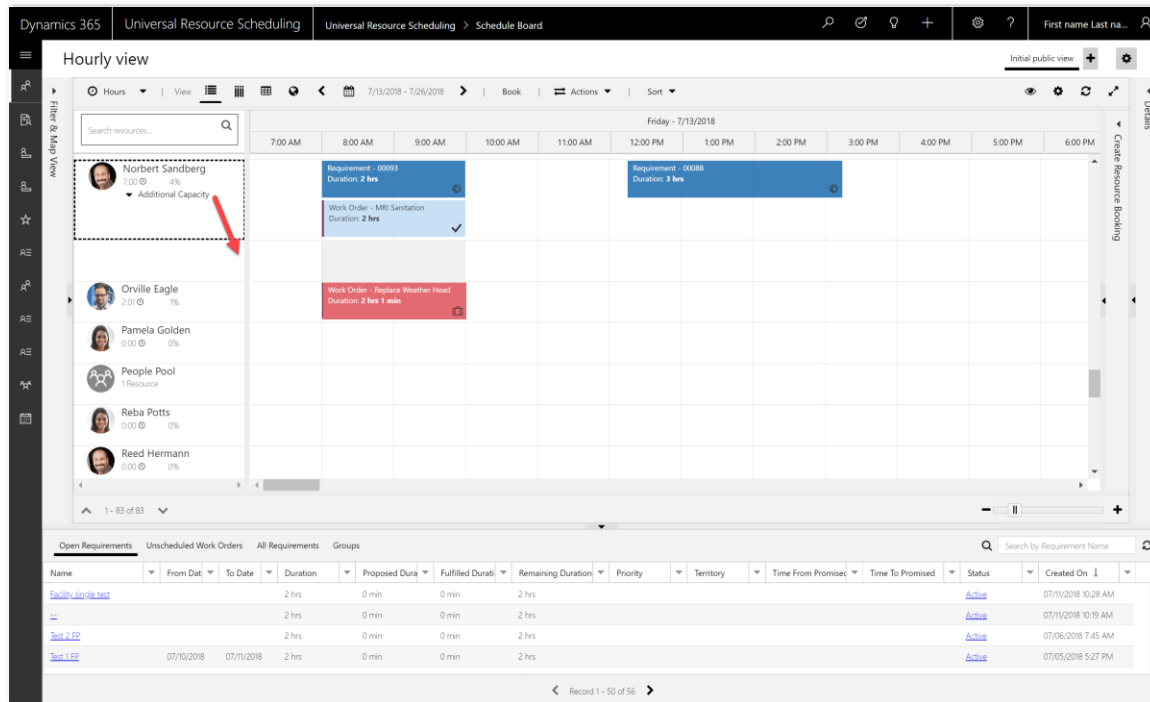 Dynamics 365 Universal Resource Scheduling Universal Resource Scheduling > Schedule Board First name Last na...
Hourly view Initial public view
Filter & Map View
Hours View 7/13/2018 - 7/26/2018 Book Actions Sort
Details
Search resources...
Friday - 7/13/2018
7:00 AM 8:00 AM 9:00 AM 10:00 AM 11:00 AM 12:00 PM 1:00 PM 2:00 PM 3:00 PM 4:00 PM 5:00 PM 6:00 PM
Create Resource Booking
Norbert Sandberg
7:00 4%
Additional Capacity
Requirement - 00093
Duration: 2 hrs
Requirement - 00088
Duration: 3 hrs
Work Order - MRI Sanitation
Duration: 2 hrs
Orville Eagle
2:01 1%
Work Order - Replace Weather Head
Duration: 2 hrs 1 min
Pamela Golden
0:00 0%
People Pool
1 Resource
Reba Potts
0:00 0%
Reed Hermann
0:00 0%
1 - 83 of 83
Open Requirements Unscheduled Work Orders All Requirements Groups Search by Requirement Name
Name From Dat To Date Duration Proposed Dura Fulfilled Durati Remaining Duration Priority Territory Time From Promised Time To Promised Status Created On
Facility single test 2 hrs 0 min 0 min 2 hrs Active 07/11/2018 10:28 AM
-- 2 hrs 0 min 0 min 2 hrs Active 07/11/2018 10:19 AM
Test 2 FP 2 hrs 0 min 0 min 2 hrs Active 07/06/2018 7:45 AM
Test 1 FP 07/10/2018 07/11/2018 2 hrs 0 min 0 min 2 hrs Active 07/05/2018 5:27 PM
Record 1 - 50 of 56